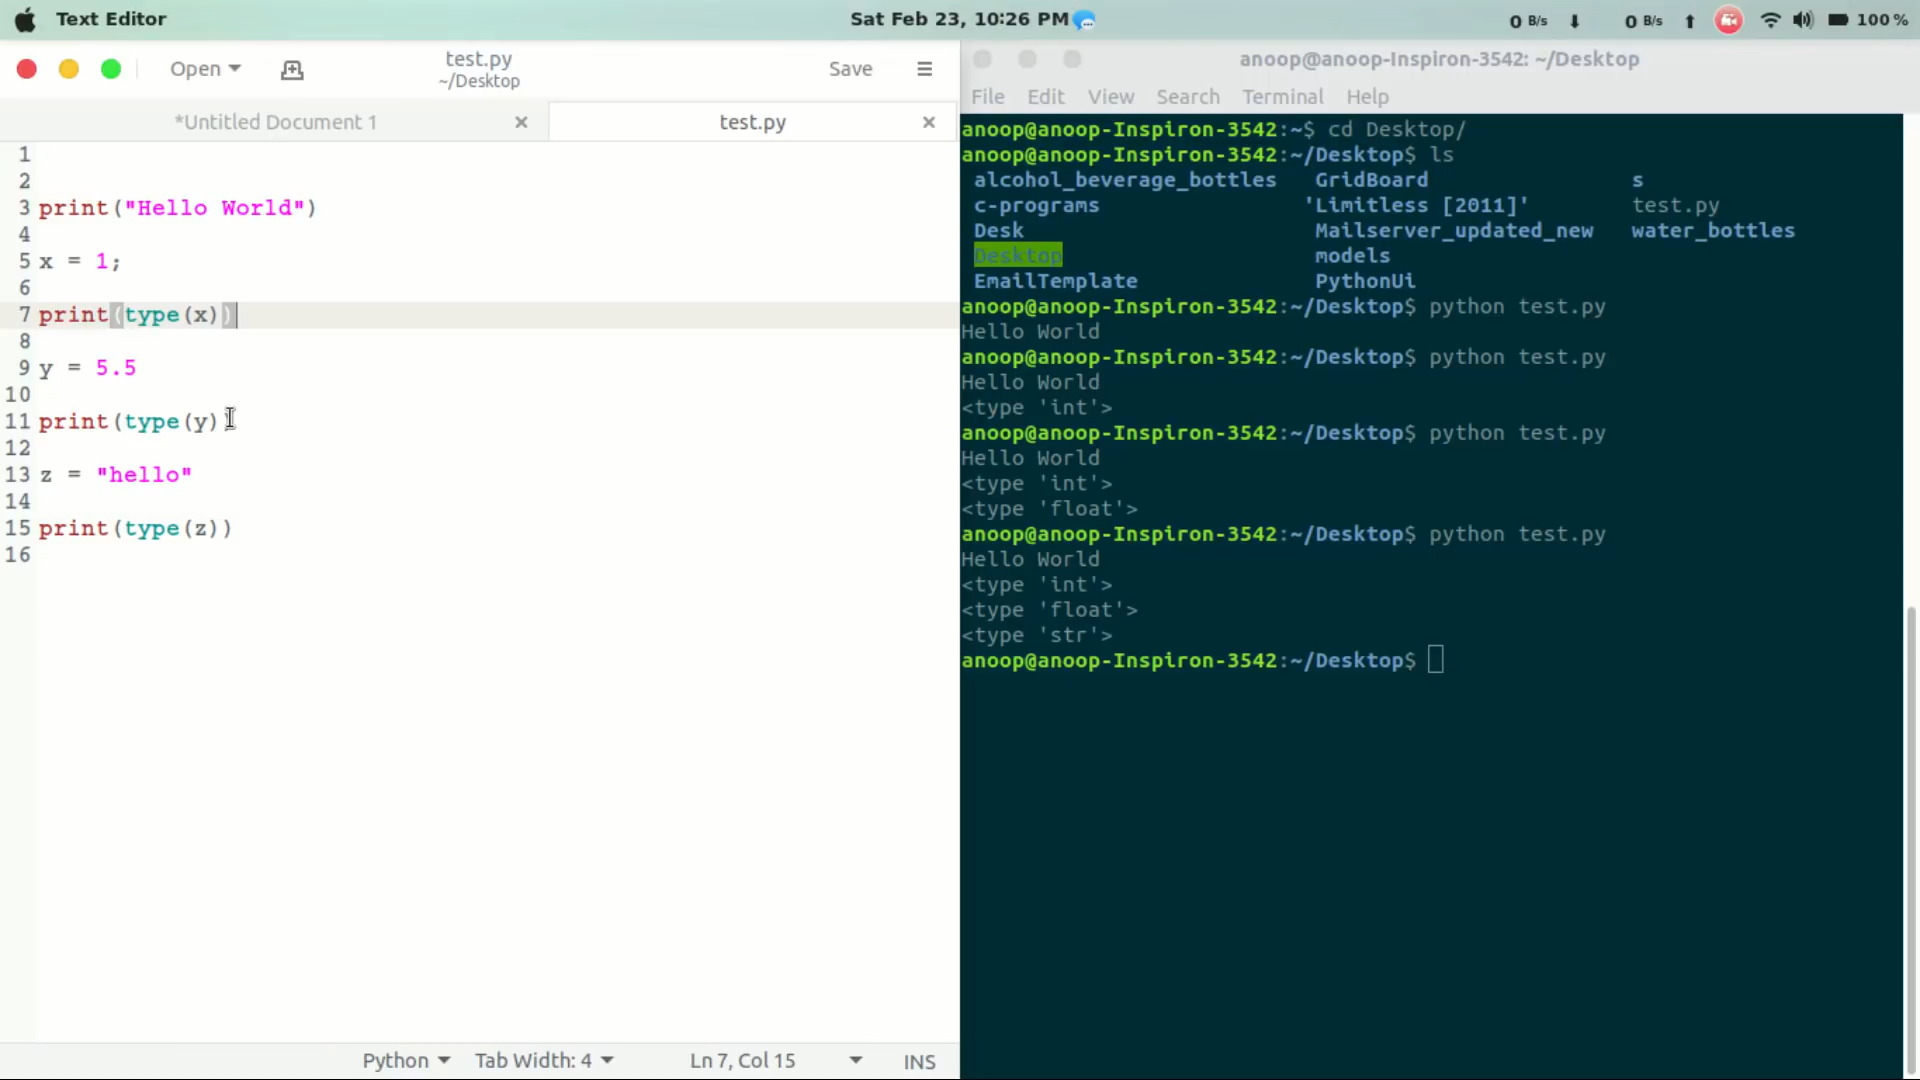 Text Editor
Sat Feb 23, 10:26 PM
0 B/s 0 B/s 100 %
Open
test.py
~/Desktop
Save
*Untitled Document 1
test.py
1
2
3 print("Hello World")
4
5 x = 1;
6
7 print(type(x))
8
9 y = 5.5
10
11 print(type(y))
12
13 z = "hello"
14
15 print(type(z))
16
Python Tab Width: 4 Ln 7, Col 15 INS
anoop@anoop-Inspiron-3542: ~/Desktop
File Edit View Search Terminal Help
anoop@anoop-Inspiron-3542:~$ cd Desktop/
anoop@anoop-Inspiron-3542:~/Desktop$ ls
alcohol_beverage_bottles GridBoard s
c-programs 'Limitless [2011]' test.py
Desk Mailserver_updated_new water_bottles
Desktop models
EmailTemplate PythonUi
anoop@anoop-Inspiron-3542:~/Desktop$ python test.py
Hello World
anoop@anoop-Inspiron-3542:~/Desktop$ python test.py
Hello World
<type 'int'>
anoop@anoop-Inspiron-3542:~/Desktop$ python test.py
Hello World
<type 'int'>
<type 'float'>
anoop@anoop-Inspiron-3542:~/Desktop$ python test.py
Hello World
<type 'int'>
<type 'float'>
<type 'str'>
anoop@anoop-Inspiron-3542:~/Desktop$